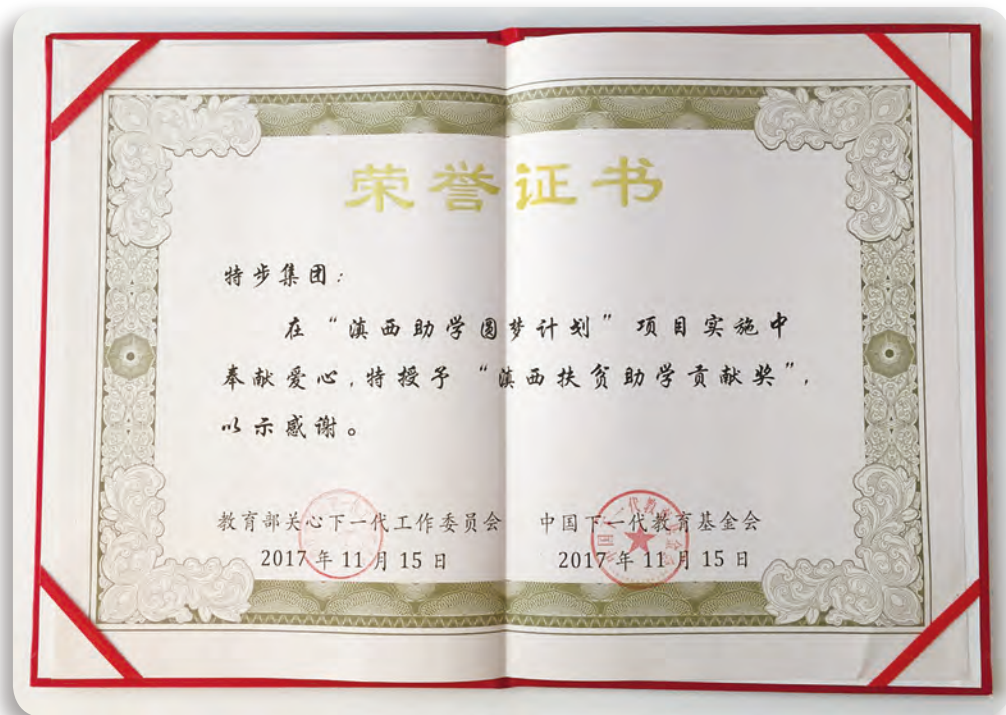 荣誉证书
特步集团：
在“滇西助学圆梦计划”项目实施中
奉献爱心，特授予“滇西扶贫助学贡献奖”，
以示感谢。
教育部关心下一代工作委员会 中国下一代教育基金会
2017年11月15日 2017年11月15日